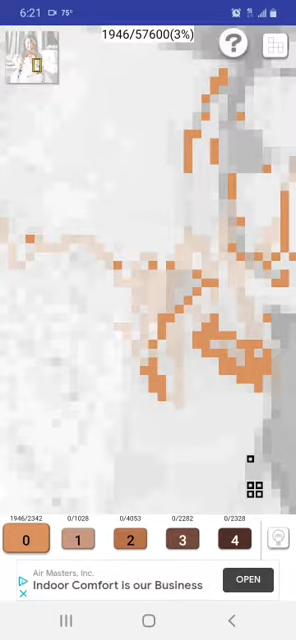 6:21 75°
1946/57600(3%)
?
1946/2342 0/1028 0/4053 0/2282 0/2328
0 1 2 3 4
Air Masters, Inc.
Indoor Comfort is our Business
OPEN